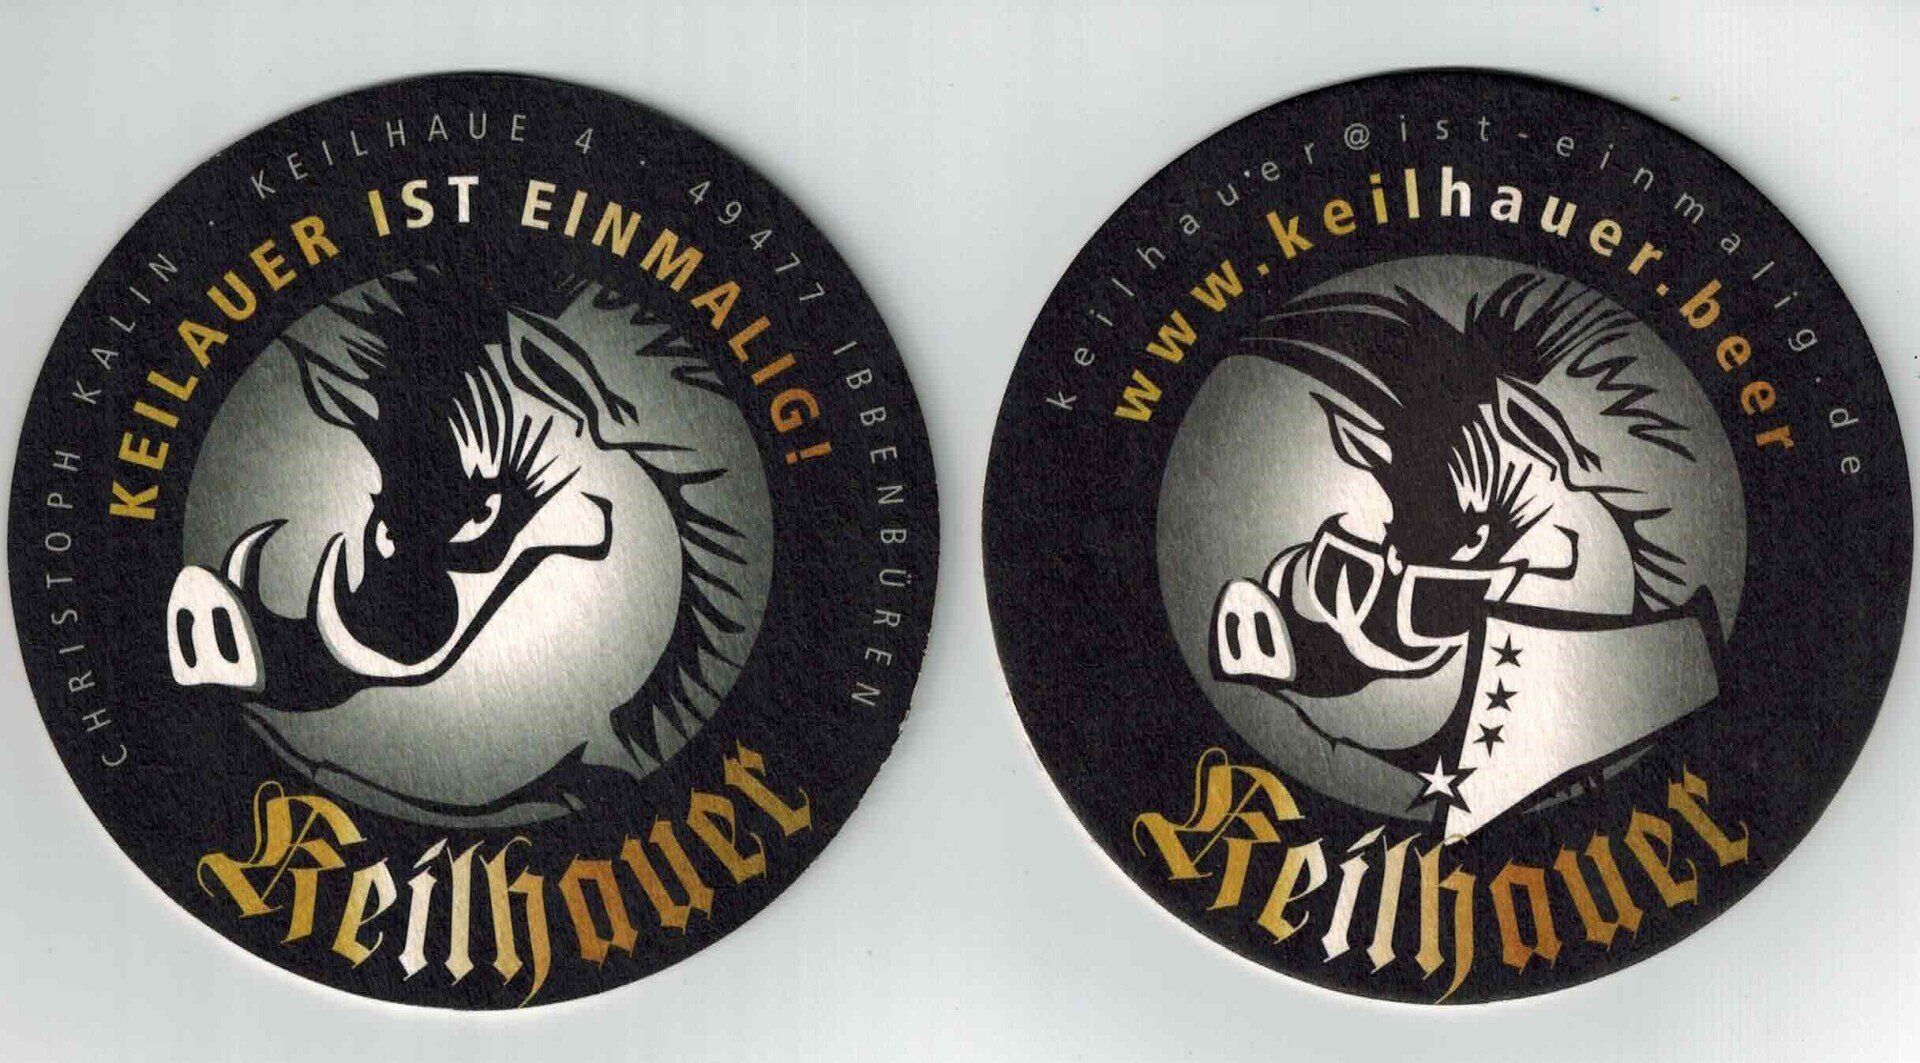 CHRISTOPH KALIN . KEILHAUE 4 . 49477 IBBENBÜREN
KEILAUER IST EINMALIG!
Keilhauer
keilhauer@ist-einmalig.de
www.keilhauer.beer
Keilhauer